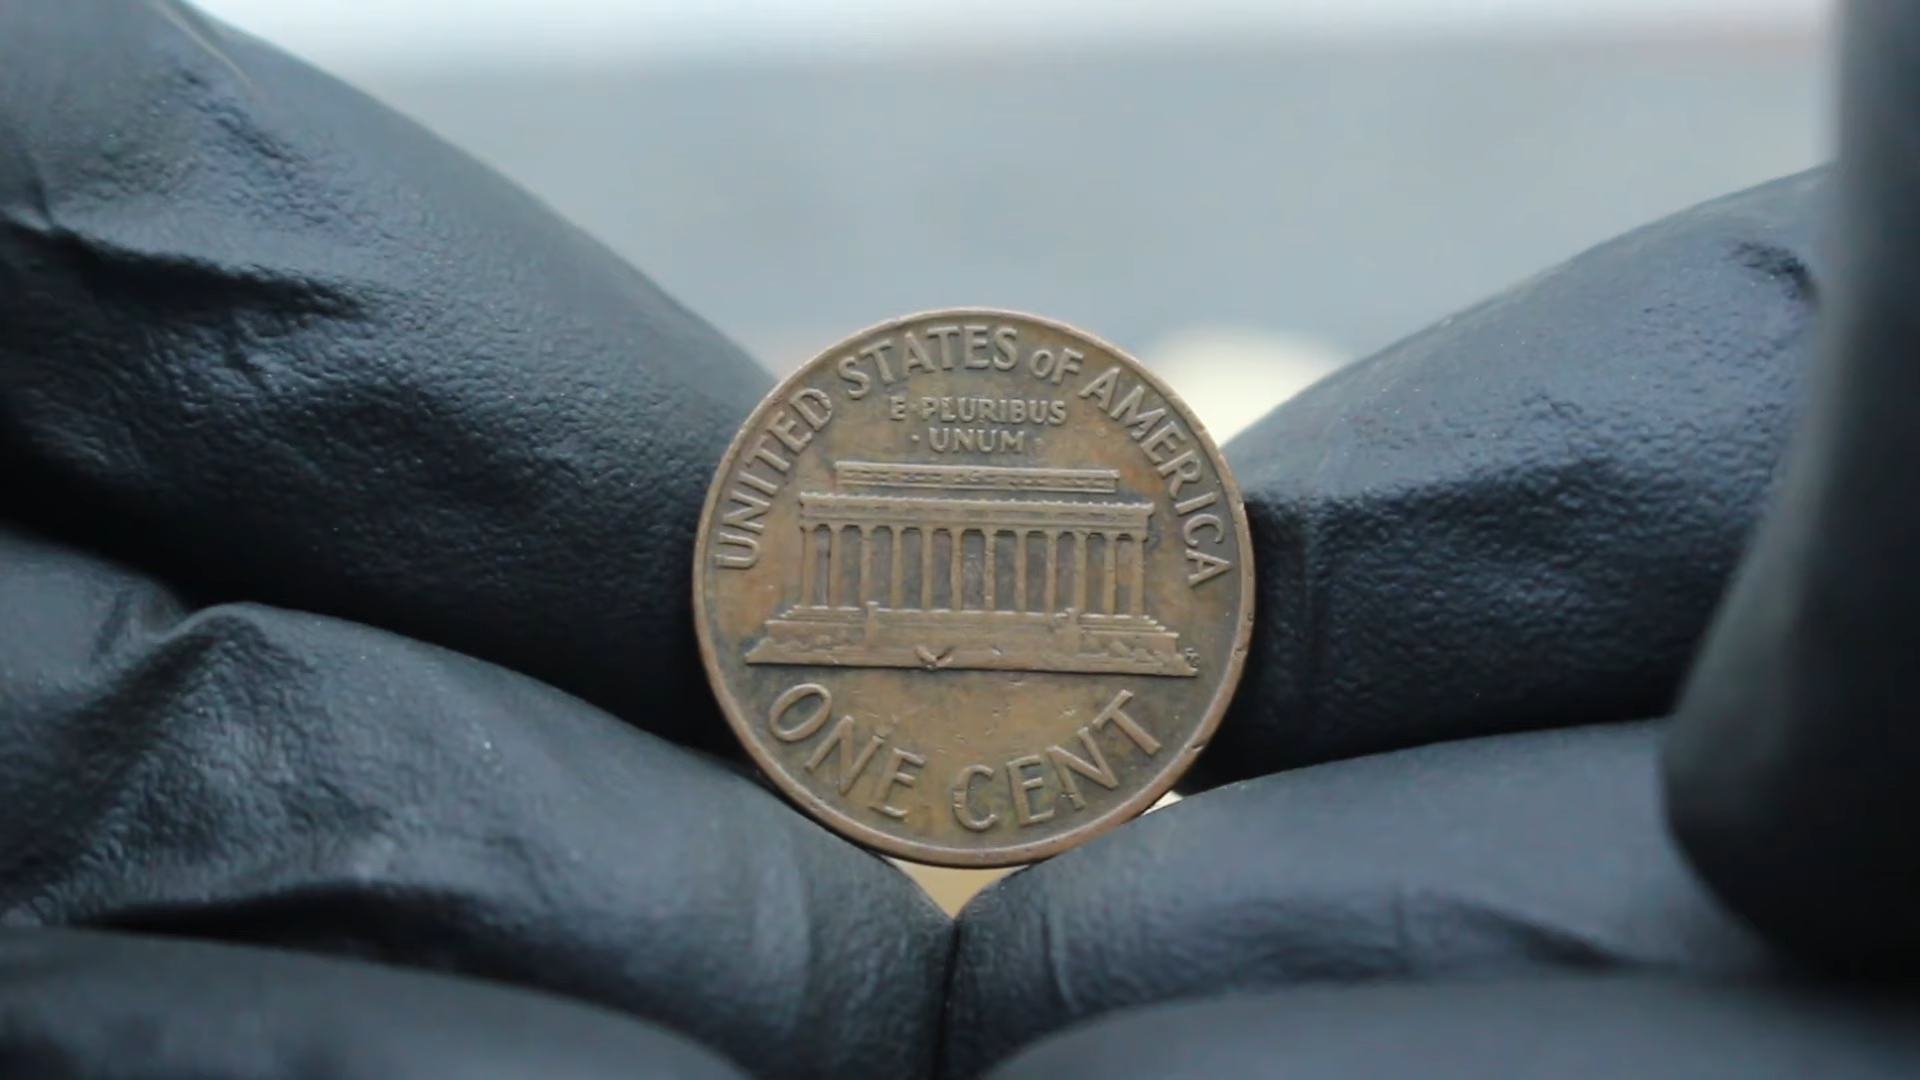 UNITED STATES oF AMERICA
E·PLURIBUS
·UNUM·
ONE CENT